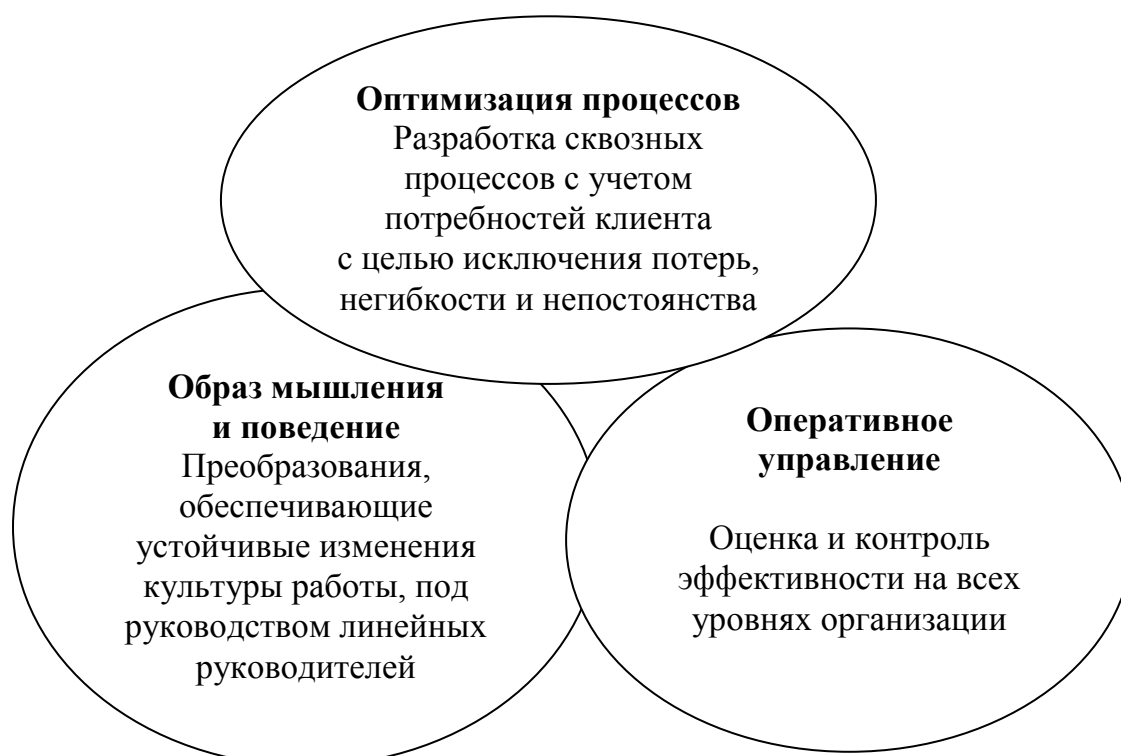 Оптимизация процессов
Разработка сквозных
процессов с учетом
потребностей клиента
с целью исключения потерь,
негибкости и непостоянства
Образ мышления
и поведение
Преобразования,
обеспечивающие
устойчивые изменения
культуры работы, под
руководством линейных
руководителей
Оперативное
управление
Оценка и контроль
эффективности на всех
уровнях организации